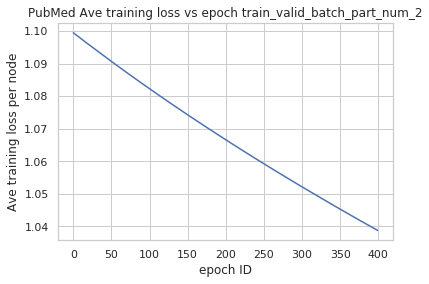 PubMed Ave training loss vs epoch train_valid_batch_part_num_2
1.10
1.09
1.08
1.07
1.06
1.05
1.04
Ave training loss per node
0 50 100 150 200 250 300 350 400
epoch ID